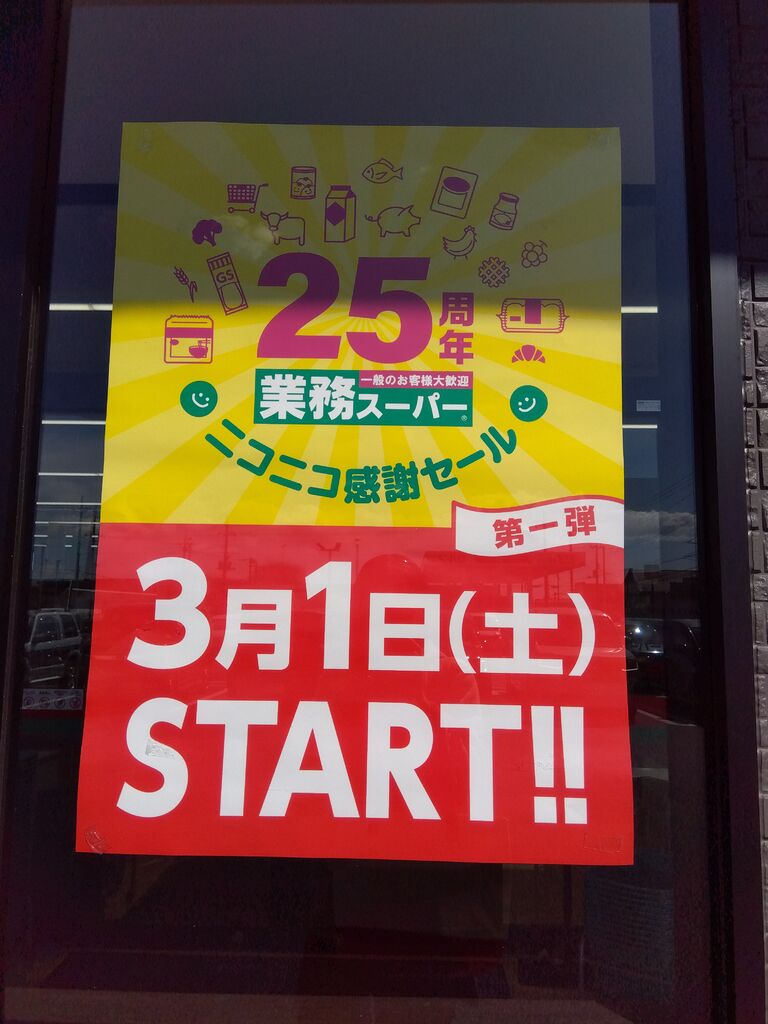 GS
25周年
一般のお客様大歓迎
業務スーパー®
ニコニコ感謝セール
第一弾
3月1日(土)
START!!